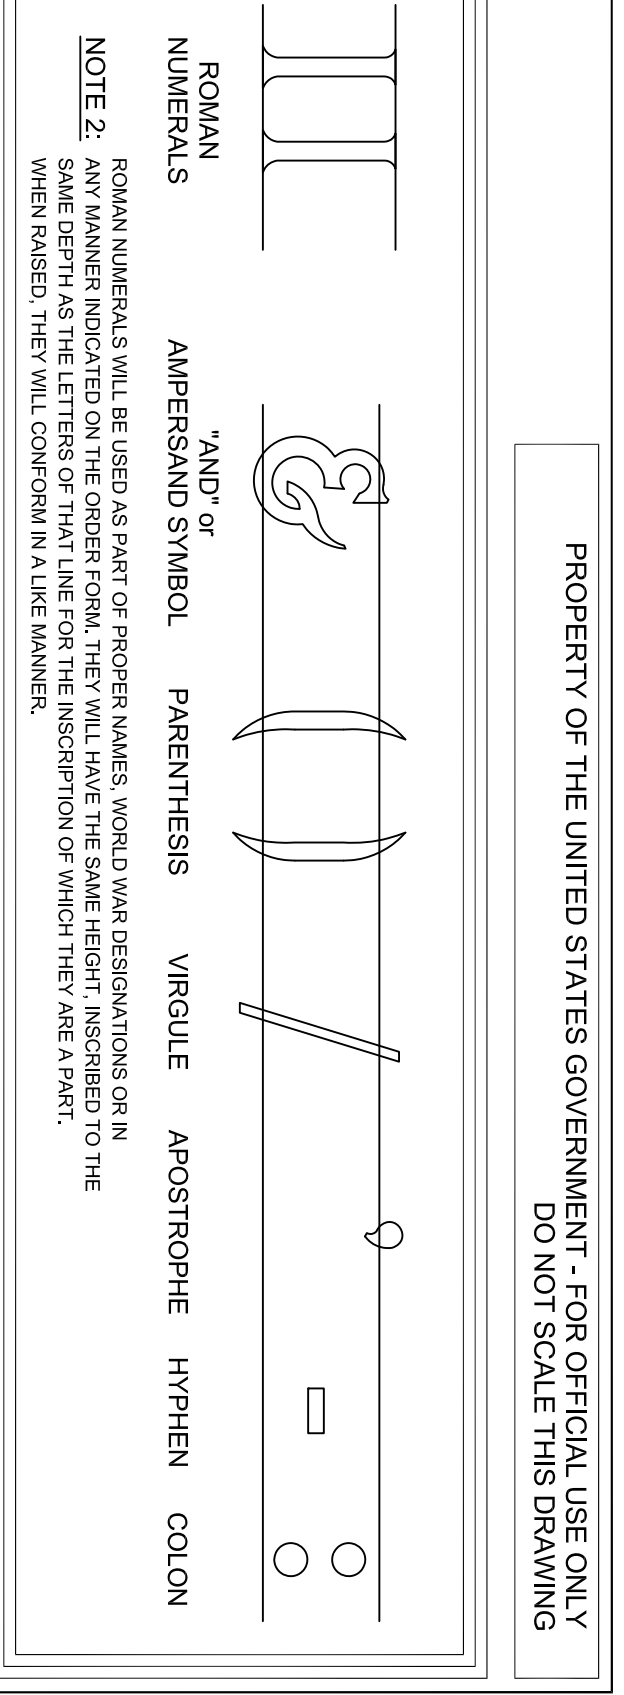 PROPERTY OF THE UNITED STATES GOVERNMENT - FOR OFFICIAL USE ONLY
DO NOT SCALE THIS DRAWING
&
(
)
/
’
-
:
ROMAN
NUMERALS
"AND" or
AMPERSAND SYMBOL
PARENTHESIS
VIRGULE
APOSTROPHE
HYPHEN
COLON
NOTE 2:
ROMAN NUMERALS WILL BE USED AS PART OF PROPER NAMES, WORLD WAR DESIGNATIONS OR IN
ANY MANNER INDICATED ON THE ORDER FORM. THEY WILL HAVE THE SAME HEIGHT, INSCRIBED TO THE
SAME DEPTH AS THE LETTERS OF THAT LINE FOR THE INSCRIPTION OF WHICH THEY ARE A PART.
WHEN RAISED, THEY WILL CONFORM IN A LIKE MANNER.